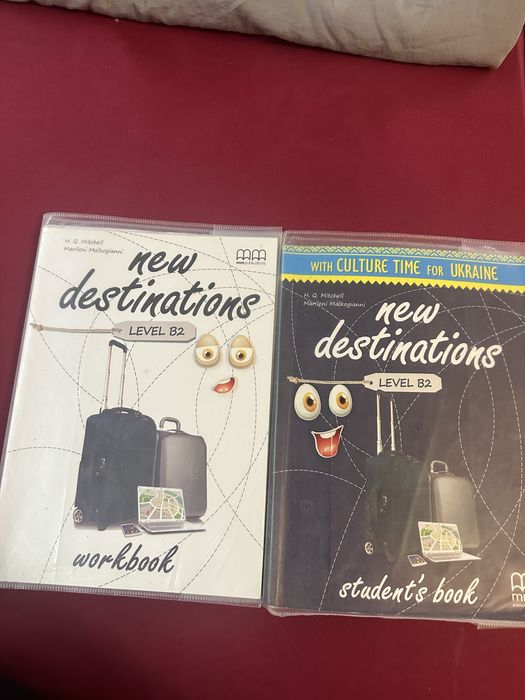 H. Q. Mitchell
Marileni Malkogianni
mm publications
new
destinations
LEVEL B2
workbook
WITH CULTURE TIME FOR UKRAINE
H. Q. Mitchell
Marileni Malkogianni
new
destinations
LEVEL B2
student's book